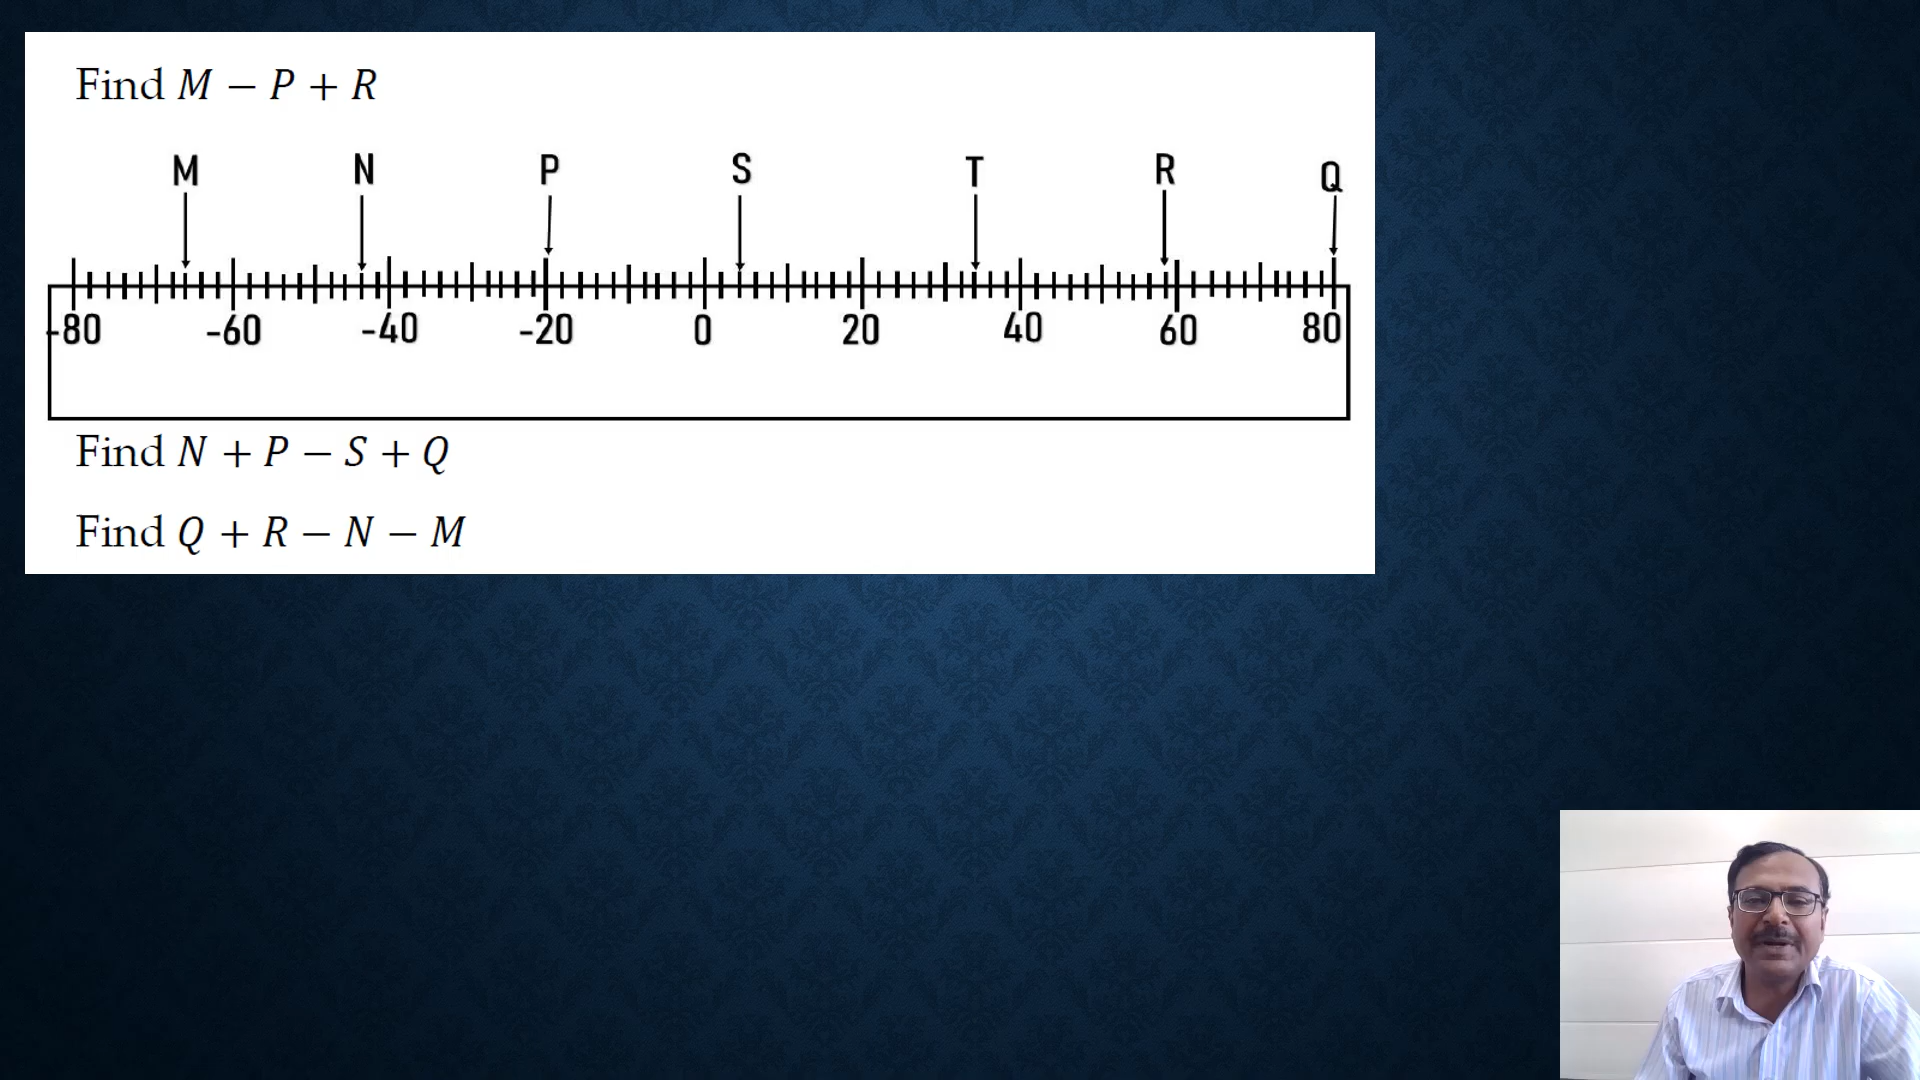 Find M − P + R
M N P S T R Q
-80 -60 -40 -20 0 20 40 60 80
Find N + P − S + Q
Find Q + R − N − M